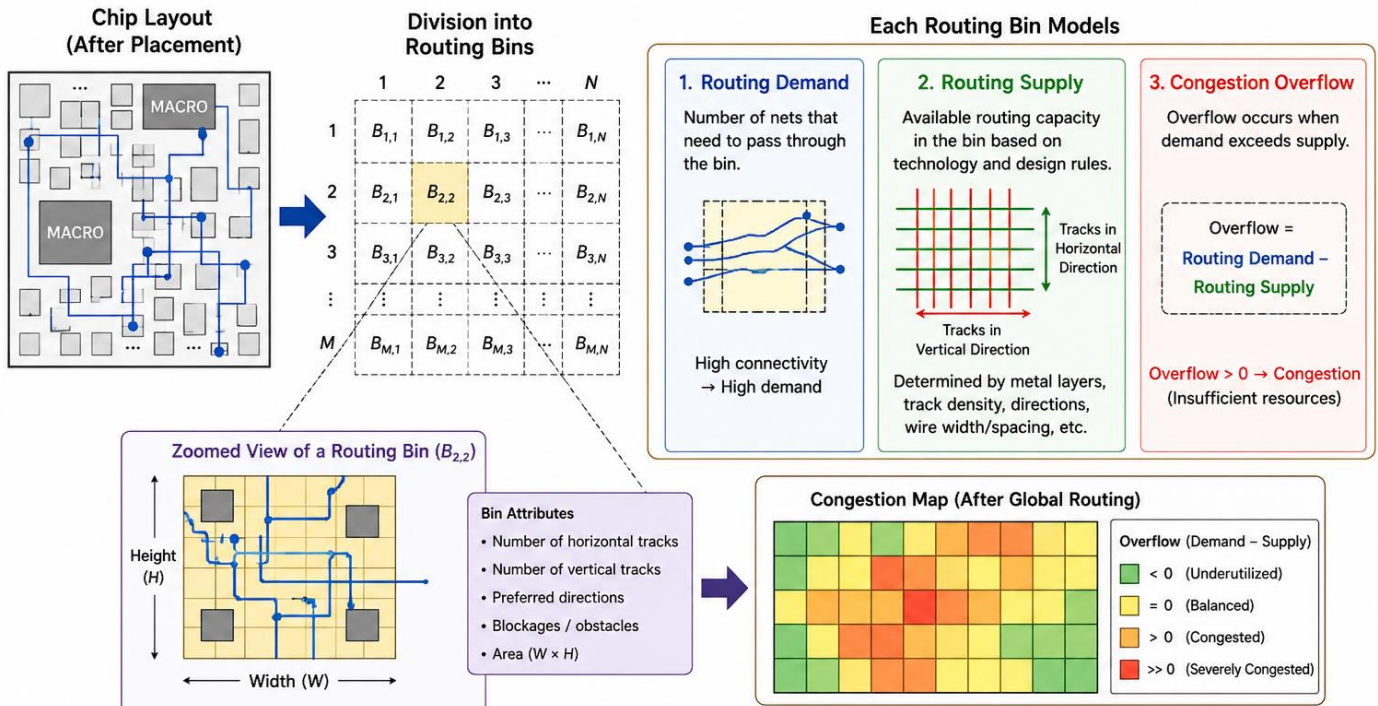 Chip Layout
(After Placement)
...
MACRO
MACRO
... ...
Division into
Routing Bins
1 2 3 ... N
1 B1,1 B1,2 B1,3 ... B1,N
2 B2,1 B2,2 B2,3 ... B2,N
3 B3,1 B3,2 B3,3 ... B3,N
⋮ ⋮ ⋮ ⋮ ⋮ ⋮
M BM,1 BM,2 BM,3 ... BM,N
Each Routing Bin Models
1. Routing Demand
Number of nets that
need to pass through
the bin.
High connectivity
→ High demand
2. Routing Supply
Available routing capacity
in the bin based on
technology and design rules.
Tracks in
Horizontal
Direction
Tracks in
Vertical Direction
Determined by metal layers,
track density, directions,
wire width/spacing, etc.
3. Congestion Overflow
Overflow occurs when
demand exceeds supply.
Overflow =
Routing Demand –
Routing Supply
Overflow > 0 → Congestion
(Insufficient resources)
Zoomed View of a Routing Bin (B2,2)
Height
(H)
Width (W)
Bin Attributes
• Number of horizontal tracks
• Number of vertical tracks
• Preferred directions
• Blockages / obstacles
• Area (W × H)
Congestion Map (After Global Routing)
Overflow (Demand – Supply)
< 0 (Underutilized)
= 0 (Balanced)
> 0 (Congested)
>> 0 (Severely Congested)